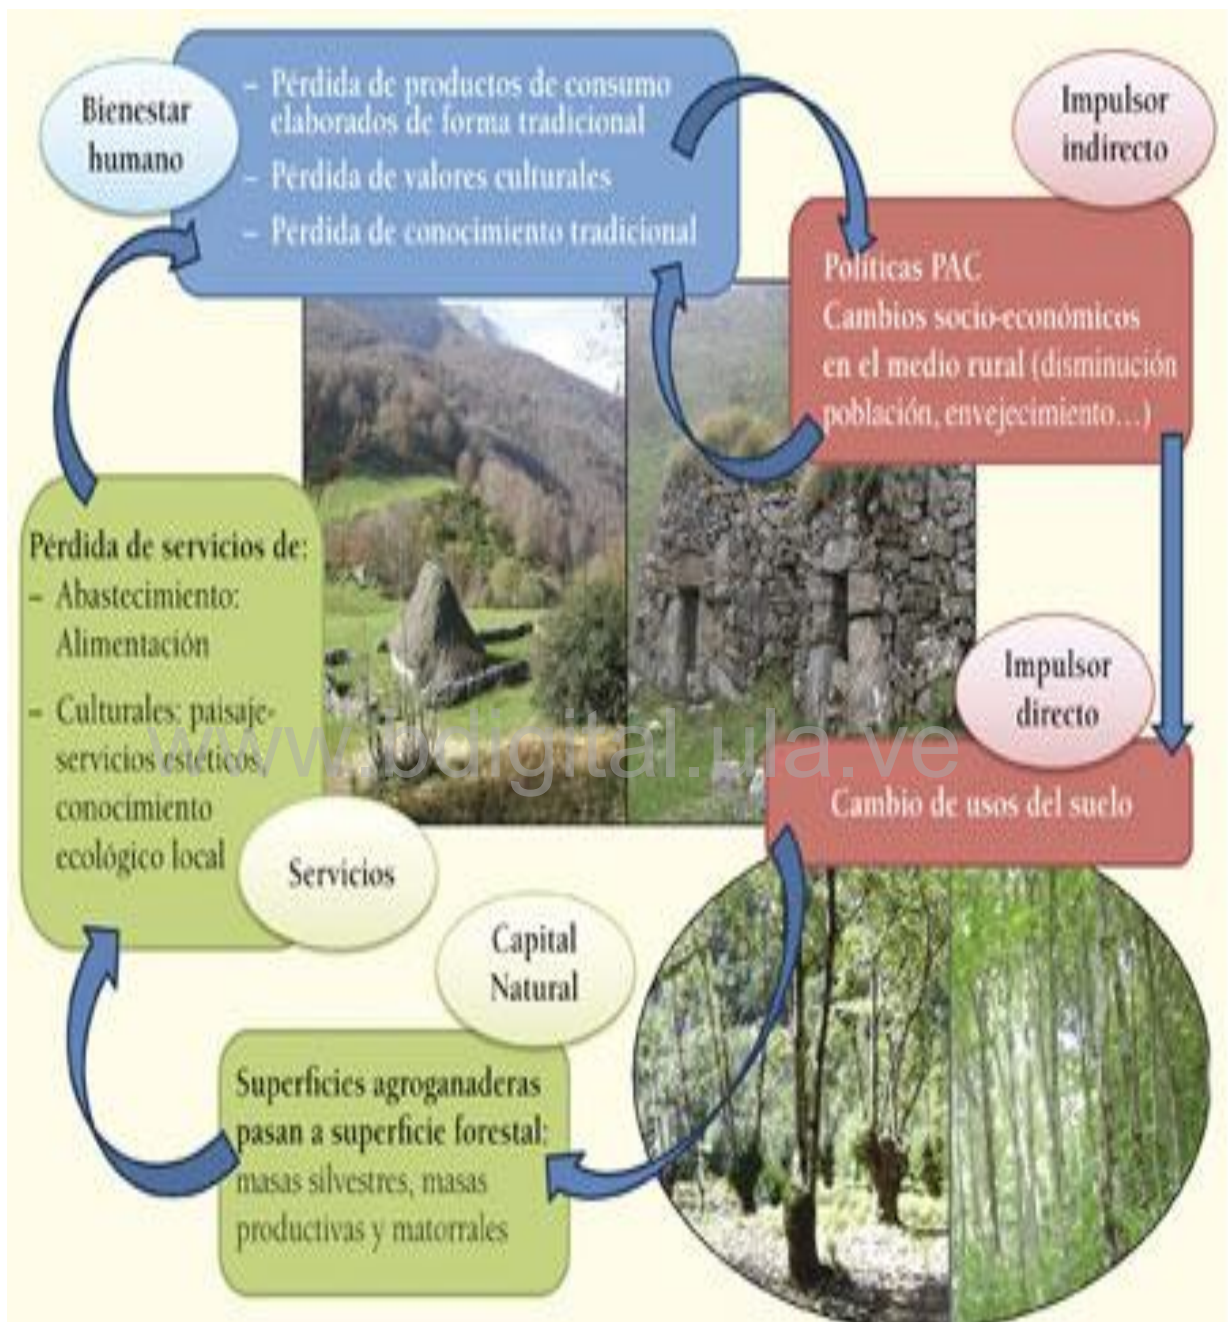 Bienestar
humano
– Pérdida de productos de consumo
elaborados de forma tradicional
– Pérdida de valores culturales
– Perdida de conocimiento tradicional
Impulsor
indirecto
Políticas PAC
Cambios socio-económicos
en el medio rural (disminución
población, envejecimiento…)
Impulsor
directo
Cambio de usos del suelo
Capital
Natural
Superficies agroganaderas
pasan a superficie forestal:
masas silvestres, masas
productivas y matorrales
Servicios
Pérdida de servicios de:
– Abastecimiento:
Alimentación
– Culturales: paisaje-
servicios estéticos,
conocimiento
ecológico local
www.bdigital.ula.ve